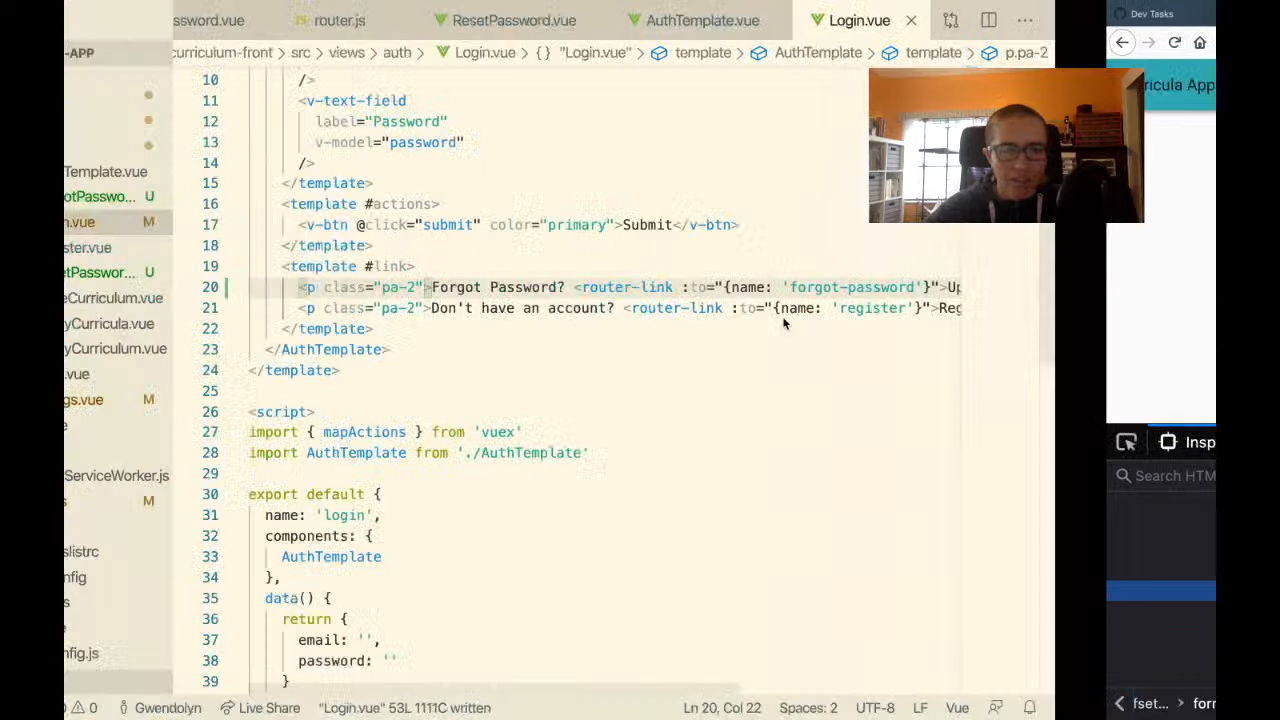 ssword.vue
router.js
ResetPassword.vue
AuthTemplate.vue
Login.vue
-APP
curriculum-front > src > views > auth > Login.vue > {} "Login.vue" > template > AuthTemplate > template > p.pa-2
Template.vue
otPasswo... U
n.vue M
ster.vue
etPasswor... U
eCurriculum.vue
yCurricula.vue
yCurriculum.vue
.vue
gs.vue M
ServiceWorker.js
s M
slistrc
nfig
s
nfig.js
10 />
11 <v-text-field
12 label="Password"
13 v-model="password"
14 />
15 </template>
16 <template #actions>
17 <v-btn @click="submit" color="primary">Submit</v-btn>
18 </template>
19 <template #link>
20 <p class="pa-2">Forgot Password? <router-link :to="{name: 'forgot-password'}">Up
21 <p class="pa-2">Don't have an account? <router-link :to="{name: 'register'}">Reg
22 </template>
23 </AuthTemplate>
24 </template>
25
26 <script>
27 import { mapActions } from 'vuex'
28 import AuthTemplate from './AuthTemplate'
29
30 export default {
31 name: 'login',
32 components: {
33 AuthTemplate
34 },
35 data() {
36 return {
37 email: '',
38 password: ''
39 }
0 0 Gwendolyn Live Share "Login.vue" 53L 1111C written Ln 20, Col 22 Spaces: 2 UTF-8 LF Vue
Dev Tasks
ricula App
Insp
Search HTM
fset... > forr